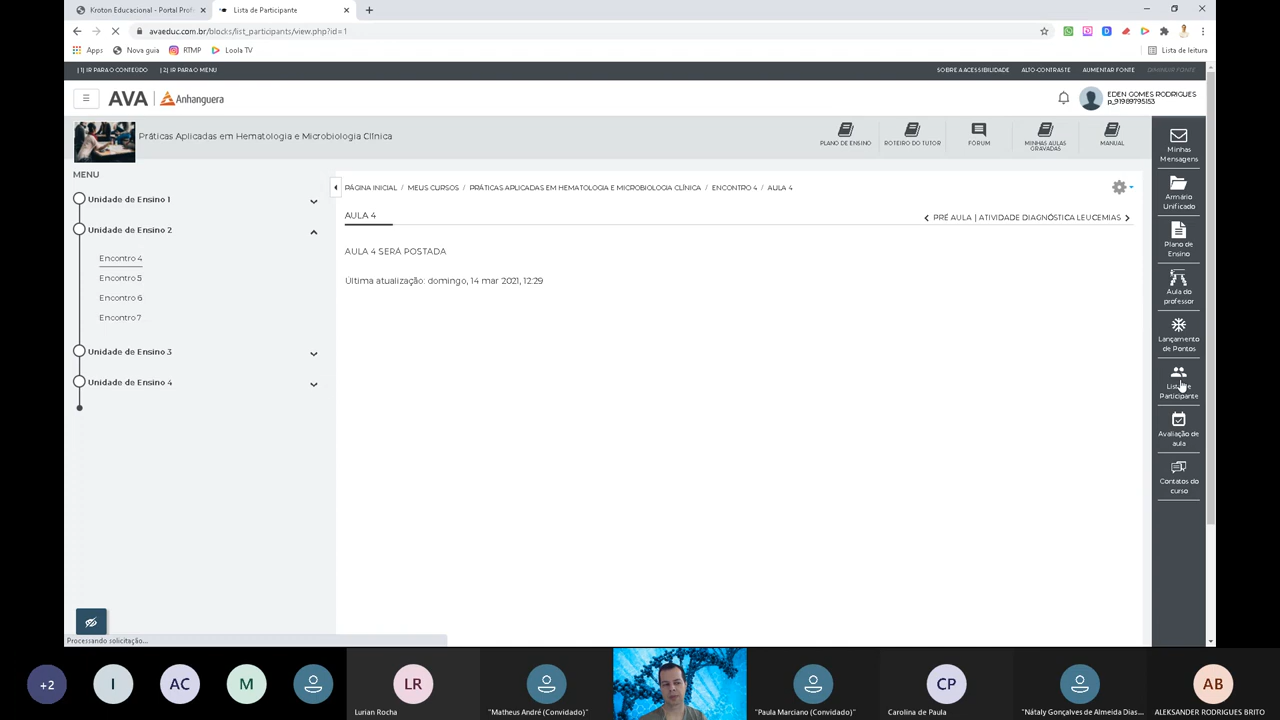 Kroton Educacional - Portal Prof
Lista de Participante
avaeduc.com.br/blocks/list_participants/view.php?id=1
Apps
Nova guia
RTMP
Loola TV
Lista de leitura
| 1| IR PARA O CONTEÚDO
| 2| IR PARA O MENU
SOBRE A ACESSIBILIDADE
ALTO CONTRASTE
AUMENTAR FONTE
DIMINUIR FONTE
AVA | Anhanguera
EDEN GOMES RODRIGUES
p_91989795153
Práticas Aplicadas em Hematologia e Microbiologia Clínica
PLANO DE ENSINO
ROTEIRO DO TUTOR
FÓRUM
MINHAS AULAS
GRAVADAS
MANUAL
MENU
Unidade de Ensino 1
Unidade de Ensino 2
Encontro 4
Encontro 5
Encontro 6
Encontro 7
Unidade de Ensino 3
Unidade de Ensino 4
PÁGINA INICIAL / MEUS CURSOS / PRÁTICAS APLICADAS EM HEMATOLOGIA E MICROBIOLOGIA CLÍNICA / ENCONTRO 4 / AULA 4
AULA 4
PRÉ AULA | ATIVIDADE DIAGNÓSTICA LEUCEMIAS
AULA 4 SERÁ POSTADA
Última atualização: domingo, 14 mar 2021, 12:29
Minhas
Mensagens
Armário
Unificado
Plano de
Ensino
Aula do
professor
Lançamento
de Pontos
Lista de
Participante
Avaliação de
aula
Contatos do
curso
Processando solicitação...
+2
I
AC
M
LR
Lurian Rocha
"Matheus André (Convidado)"
"Paula Marciano (Convidado)"
CP
Carolina de Paula
"Nátaly Gonçalves de Almeida Dias...
AB
ALEKSANDER RODRIGUES BRITO